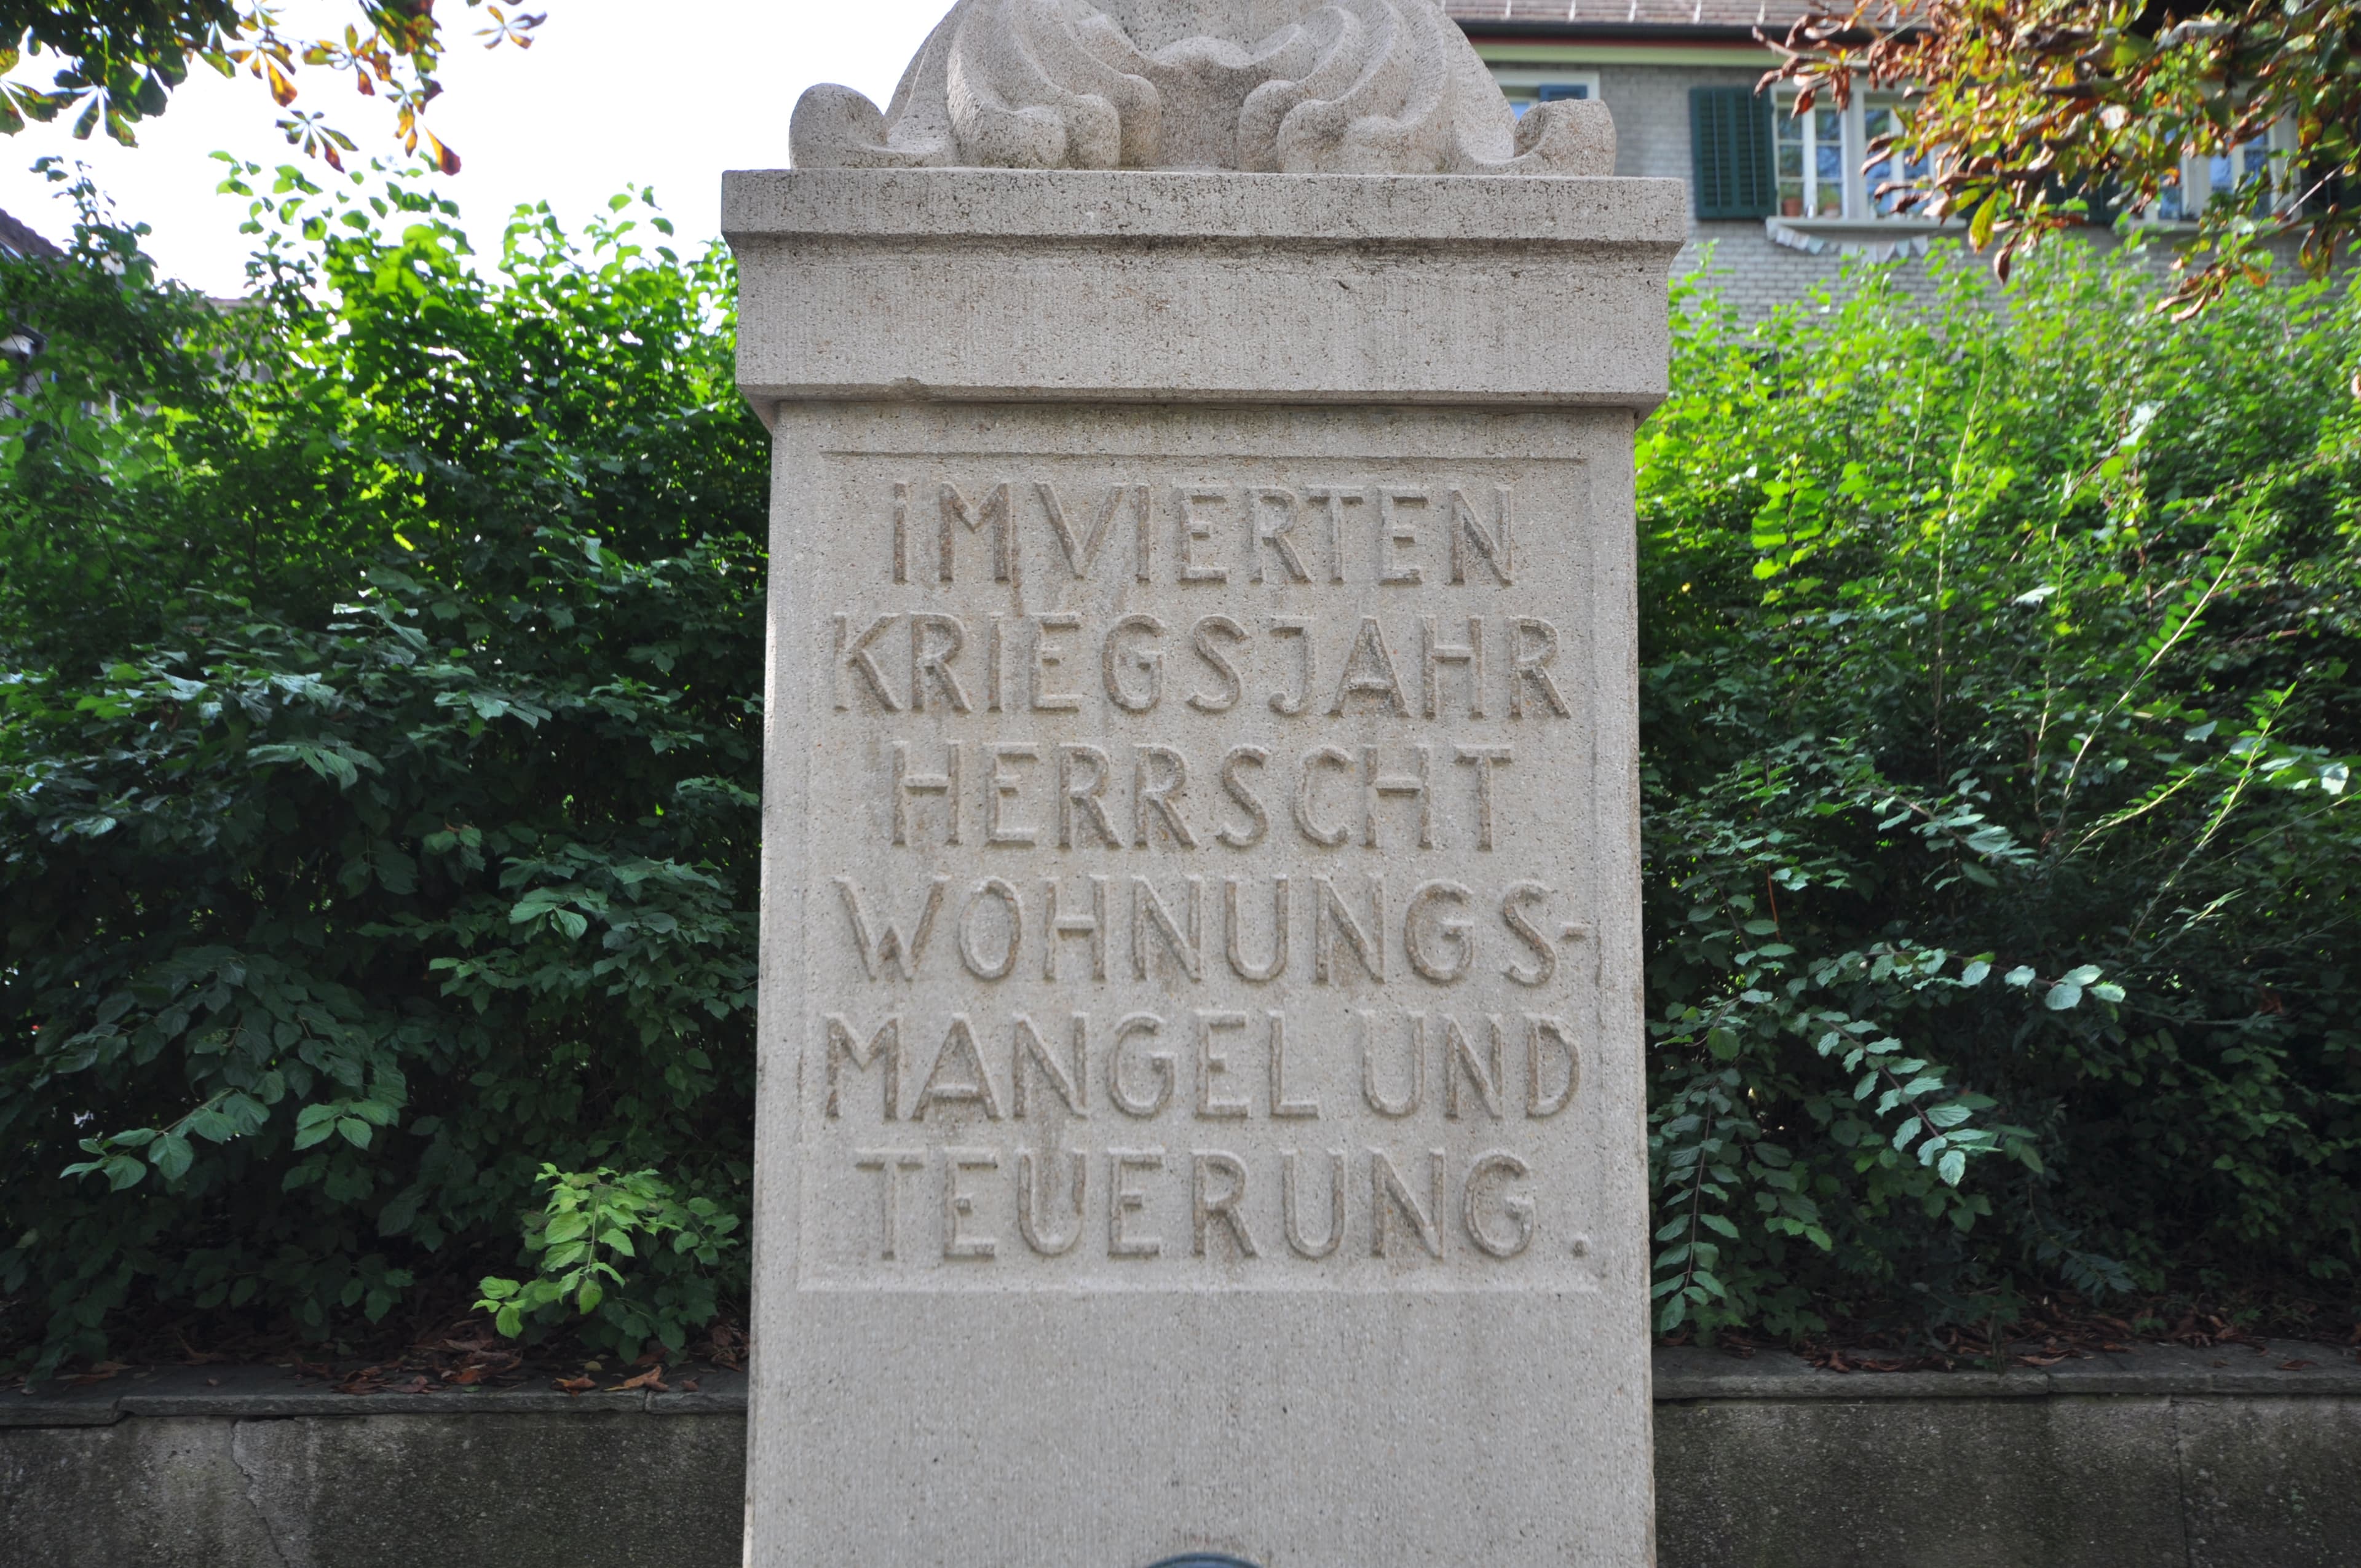 iM VIERTEN
KRIEGSJAHR
HERRSCHT
WOHNUNGS-
MANGEL UND
TEUERUNG.